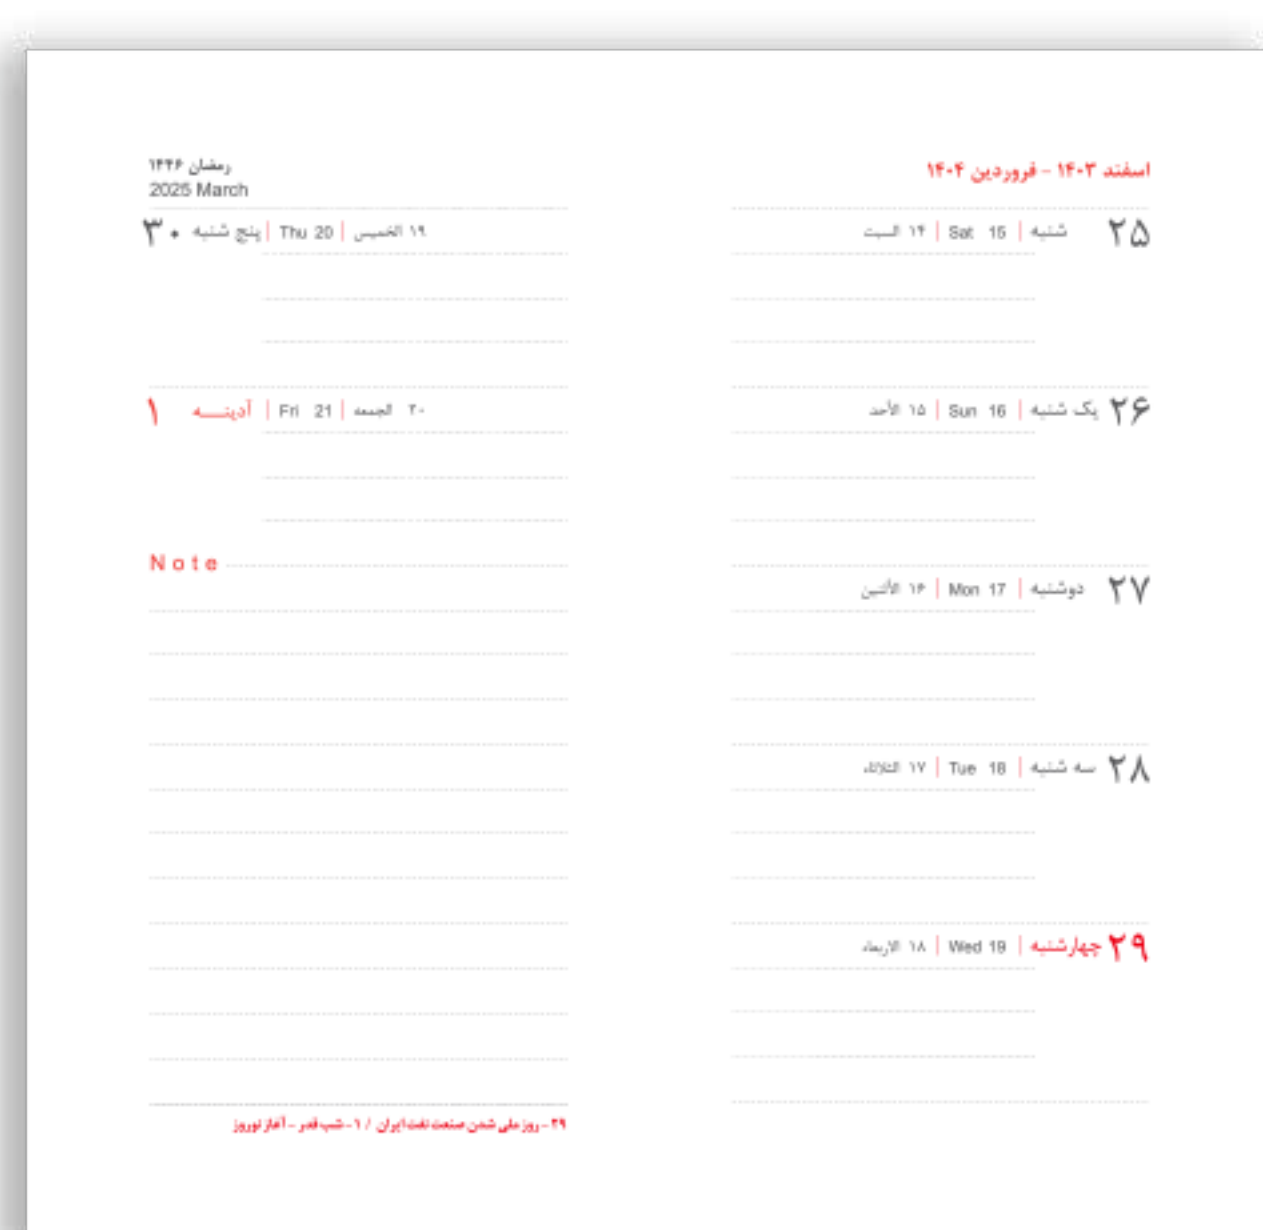 اسفند ۱۴۰۳ - فروردین ۱۴۰۴
۲۵ شنبه | Sat 15 | ۱۴ السبت
۲۶ یک شنبه | Sun 16 | ۱۵ الأحد
۲۷ دوشنبه | Mon 17 | ۱۶ الأثنین
۲۸ سه شنبه | Tue 18 | ۱۷ الثلاثاء
۲۹ چهارشنبه | Wed 19 | ۱۸ الاربعاء
رمضان ۱۴۴۶
2025 March
۳۰ پنج شنبه | Thu 20 | ۱۹ الخمیس
۱ آدینـــه | Fri 21 | ۲۰ الجمعه
Note
۲۹ - روز ملی شدن صنعت نفت ایران / ۱ - شب قدر - آغاز نوروز